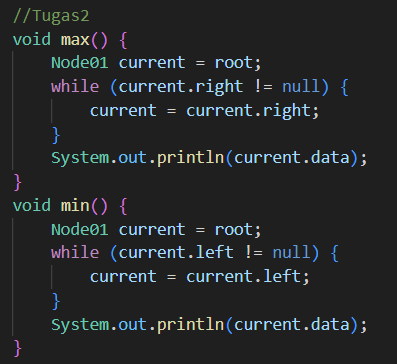 //Tugas2
void max() {
    Node01 current = root;
    while (current.right != null) {
        current = current.right;
    }
    System.out.println(current.data);
}
void min() {
    Node01 current = root;
    while (current.left != null) {
        current = current.left;
    }
    System.out.println(current.data);
}